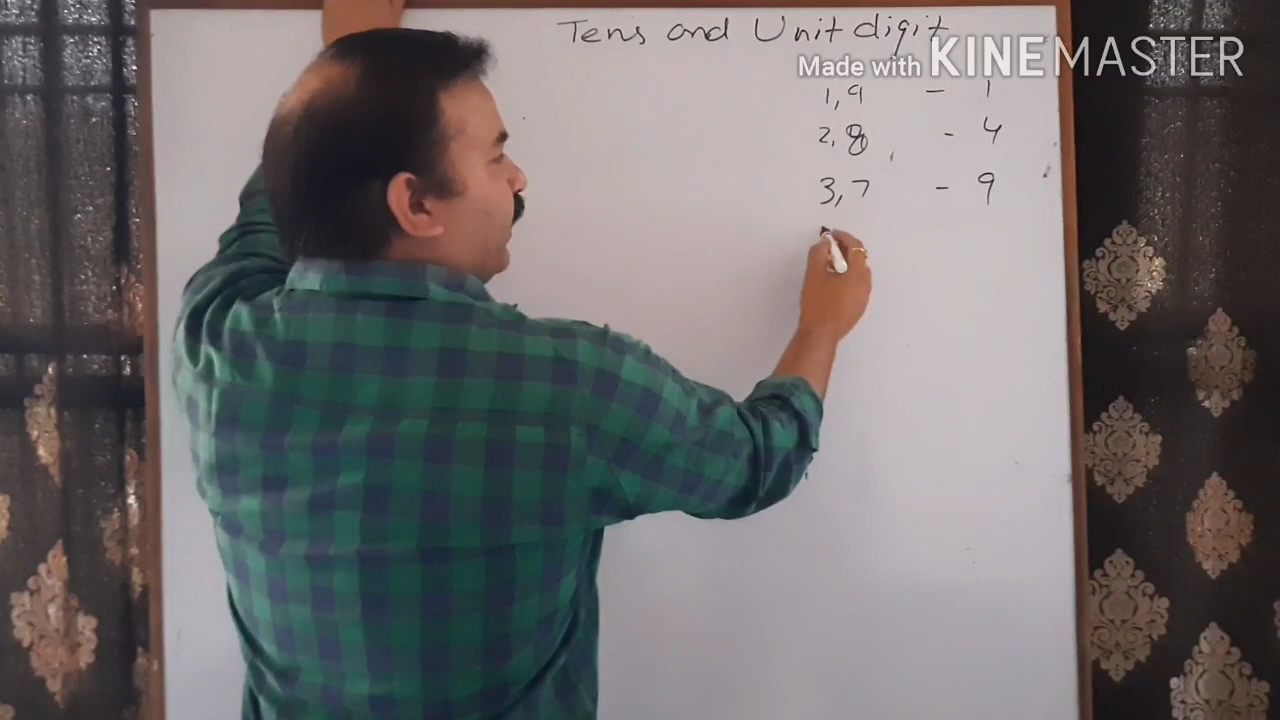 Tens and Unit digit
Made with KINEMASTER
1,9 - 1
2,8 - 4
3,7 - 9